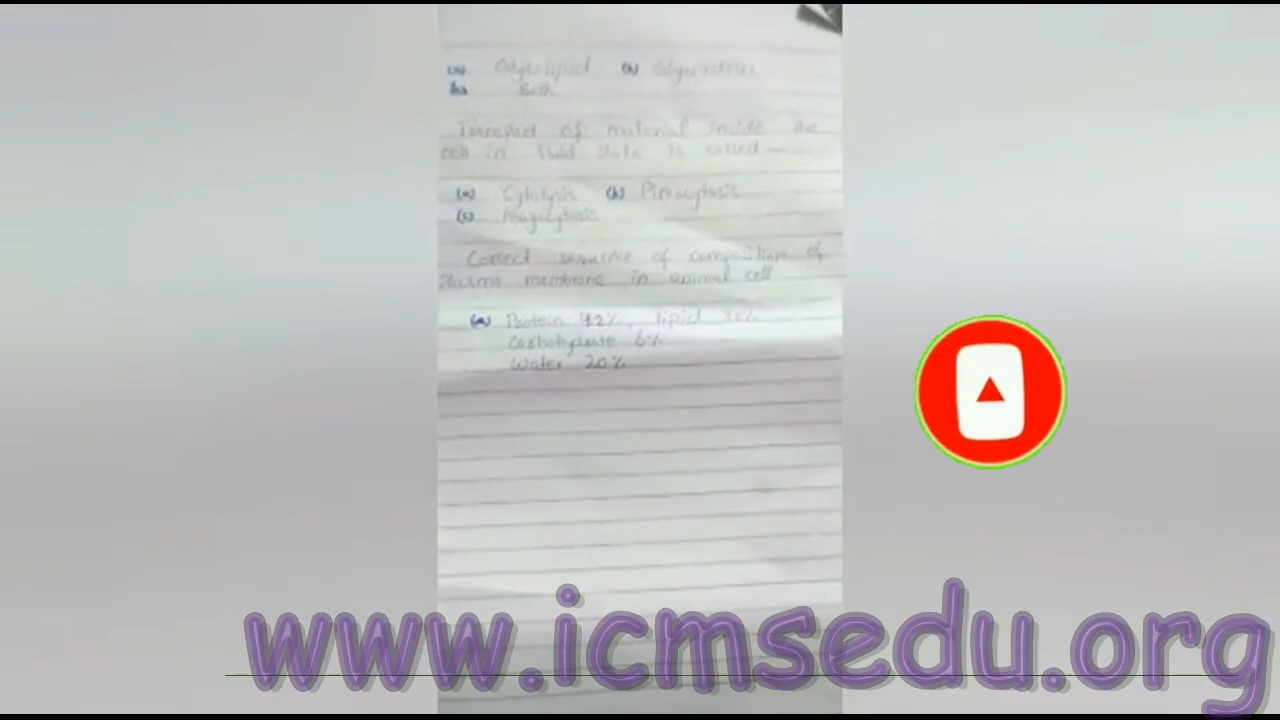 (a) Glycolipid (b) Glycoprotein
(c) Both
Transport of material inside the
cell in fluid state is called
(a) Cytolysis (b) Pinocytosis
(c) Phagocytosis
Correct sequence of composition of
plasma membrane in animal cell
(a) Protein 42%, lipid
Carbohydrate 6%
Water 20%
www.icmsedu.org